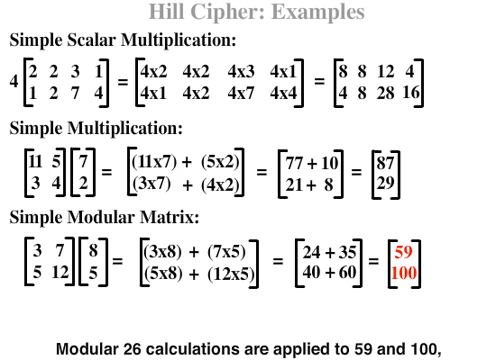 Hill Cipher: Examples
Simple Scalar Multiplication:
4 [2 2 3 1] = [4x2 4x2 4x3 4x1] = [8 8 12 4]
[1 2 7 4] [4x1 4x2 4x7 4x4] [4 8 28 16]
Simple Multiplication:
[11 5] [7] = [(11x7) + (5x2)] = [77 + 10] = [87]
[3 4] [2] [(3x7) + (4x2)] [21 + 8] [29]
Simple Modular Matrix:
[3 7] [8] = [(3x8) + (7x5)] = [24 + 35] = [59]
[5 12] [5] [(5x8) + (12x5)] [40 + 60] [100]
Modular 26 calculations are applied to 59 and 100,